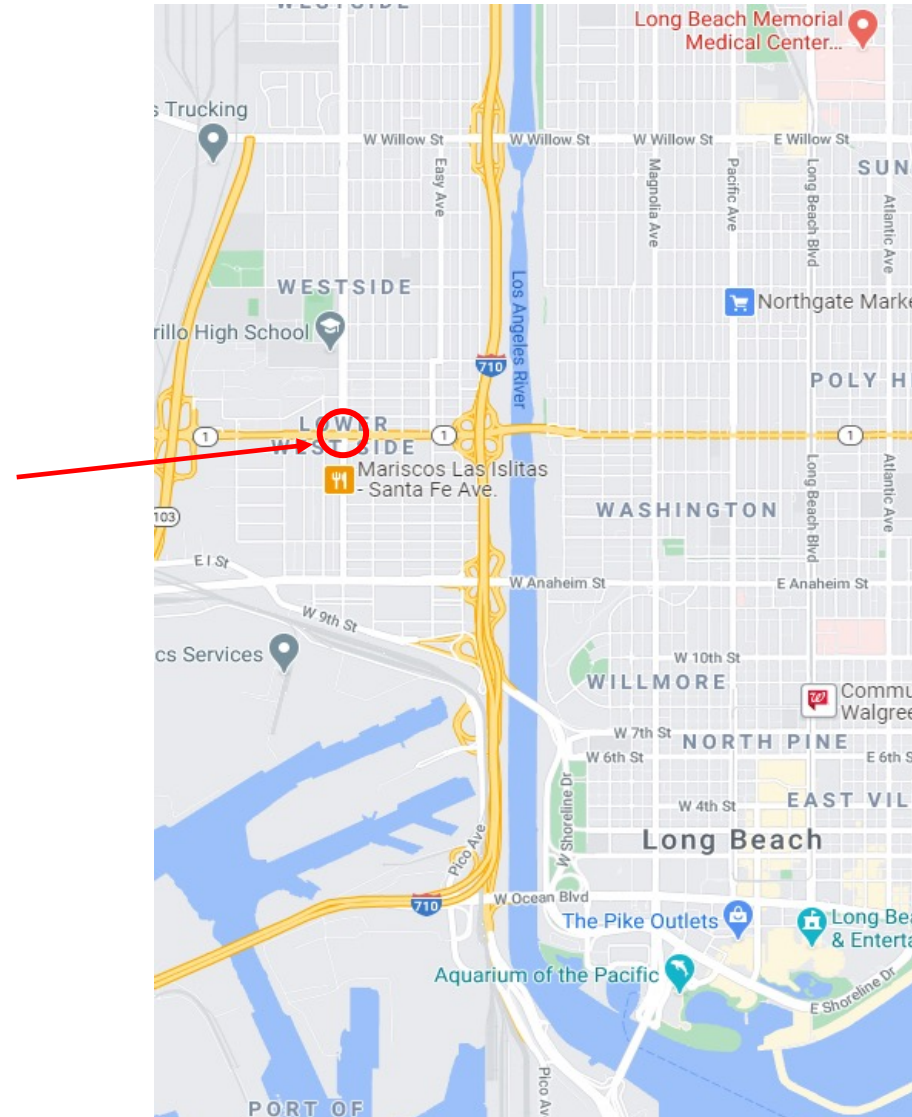 WESTSIDE
Long Beach Memorial
Medical Center...
s Trucking
W Willow St
W Willow St
W Willow St
E Willow St
Easy Ave
Magnolia Ave
Pacific Ave
Long Beach Blvd
SUN
Atlantic Ave
WESTSIDE
Los Angeles River
Northgate Marke
rillo High School
710
POLY H
LOWER
WEST SIDE
1
1
1
Mariscos Las Islitas
- Santa Fe Ave.
Long Beach Blvd
Atlantic Ave
103
WASHINGTON
E I St
W Anaheim St
E Anaheim St
W 9th St
cs Services
W 10th St
WILLMORE
Commu
Walgree
W 7th St
NORTH PINE
W 6th St
E 6th S
W Shoreline Dr
W 4th St
EAST VIL
Long Beach
Pico Ave
710
W Ocean Blvd
The Pike Outlets
Long Bea
& Enterta
Aquarium of the Pacific
E Shoreline Dr
Pico Av
PORT OF